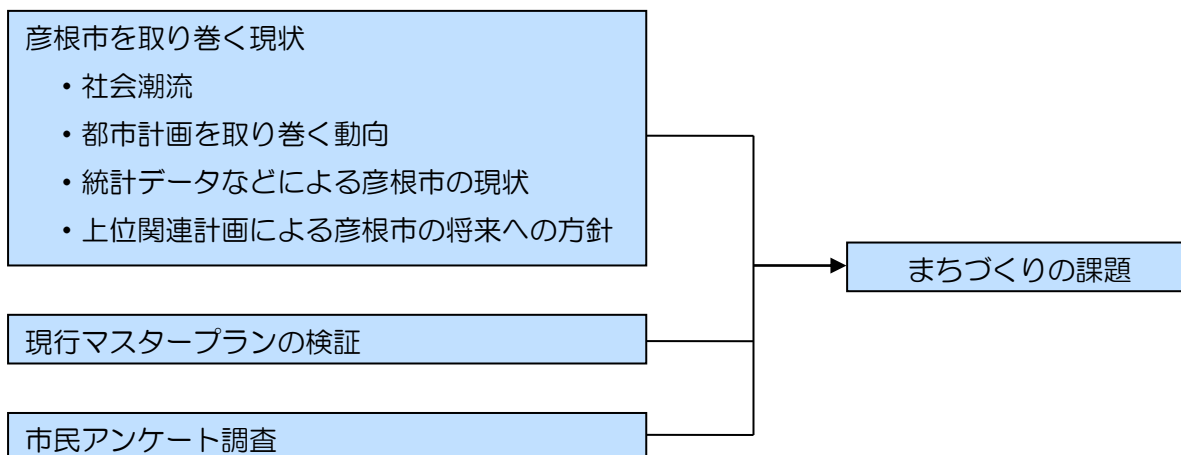 彦根市を取り巻く現状
・社会潮流
・都市計画を取り巻く動向
・統計データなどによる彦根市の現状
・上位関連計画による彦根市の将来への方針
まちづくりの課題
現行マスタープランの検証
市民アンケート調査